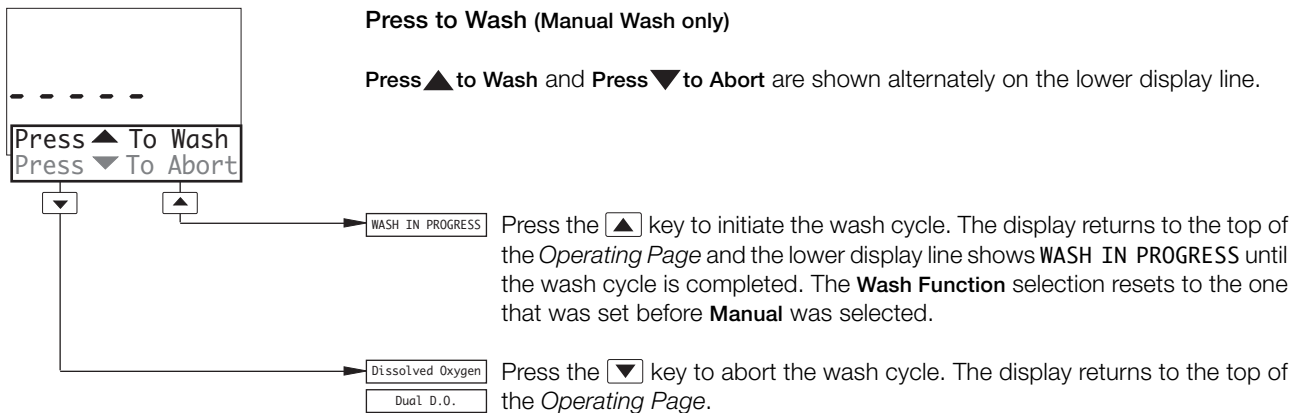 Press to Wash (Manual Wash only)
Press ▲ to Wash and Press ▼ to Abort are shown alternately on the lower display line.
- - - - -
Press ▲ To Wash
Press ▼ To Abort
▼ ▲
WASH IN PROGRESS
Press the ▲ key to initiate the wash cycle. The display returns to the top of
the Operating Page and the lower display line shows WASH IN PROGRESS until
the wash cycle is completed. The Wash Function selection resets to the one
that was set before Manual was selected.
Dissolved Oxygen
Dual D.O.
Press the ▼ key to abort the wash cycle. The display returns to the top of
the Operating Page.